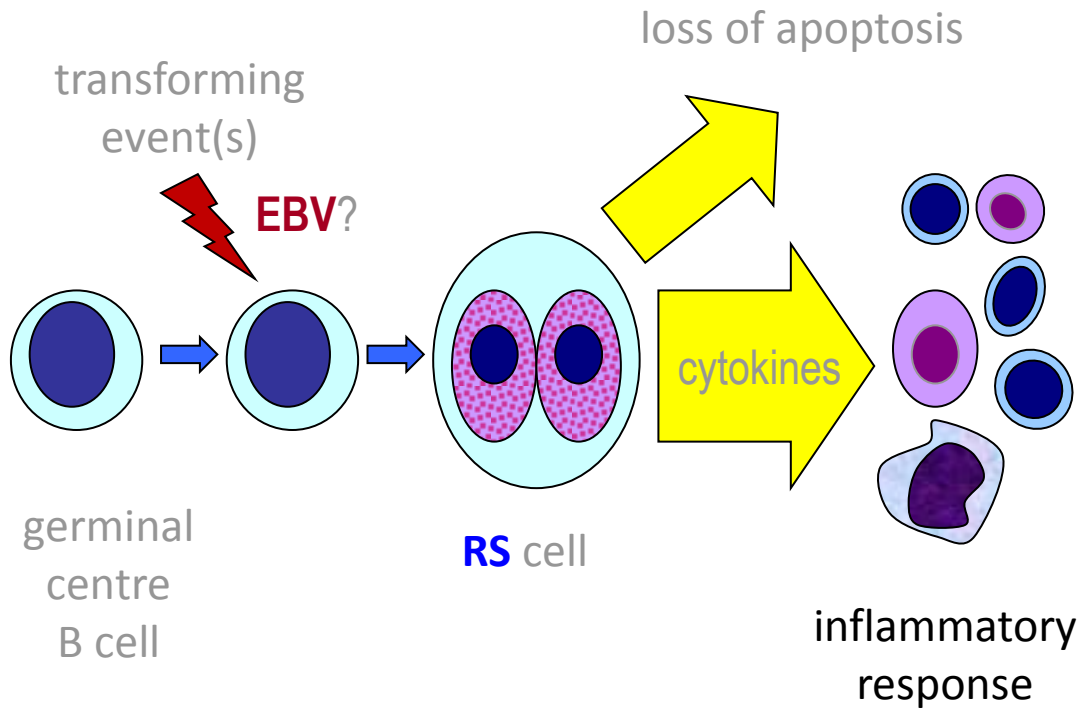 loss of apoptosis
transforming
event(s)
EBV?
cytokines
germinal
centre
B cell
RS cell
inflammatory
response